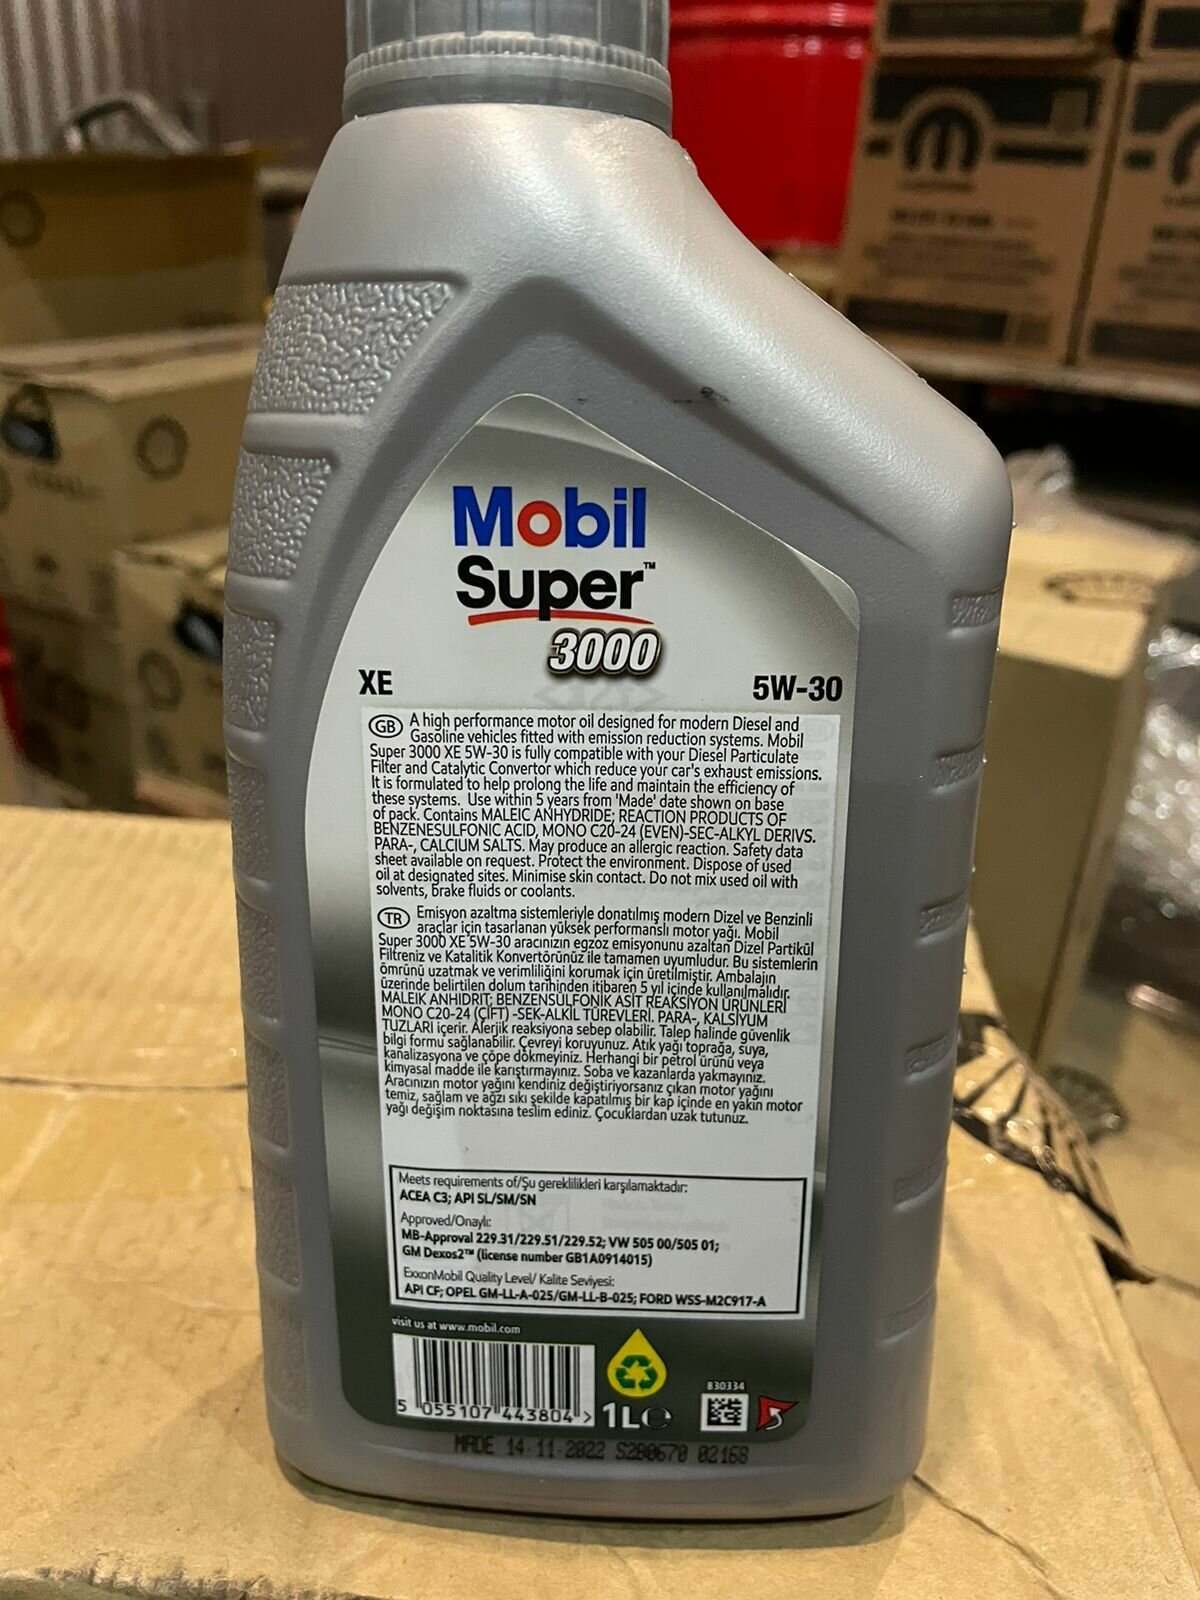 Mobil
Super™
3000
XE 5W-30
GB A high performance motor oil designed for modern Diesel and
Gasoline vehicles fitted with emission reduction systems. Mobil
Super 3000 XE 5W-30 is fully compatible with your Diesel Particulate
Filter and Catalytic Convertor which reduce your car's exhaust emissions.
It is formulated to help prolong the life and maintain the efficiency of
these systems. Use within 5 years from 'Made' date shown on base
of pack. Contains MALEIC ANHYDRIDE; REACTION PRODUCTS OF
BENZENESULFONIC ACID, MONO C20-24 (EVEN)-SEC-ALKYL DERIVS.
PARA-, CALCIUM SALTS. May produce an allergic reaction. Safety data
sheet available on request. Protect the environment. Dispose of used
oil at designated sites. Minimise skin contact. Do not mix used oil with
solvents, brake fluids or coolants.
TR Emisyon azaltma sistemleriyle donatılmış modern Dizel ve Benzinli
araçlar için tasarlanan yüksek performanslı motor yağı. Mobil
Super 3000 XE 5W-30 aracınızın egzoz emisyonunu azaltan Dizel Partikül
Filtreniz ve Katalitik Konvertörünüz ile tamamen uyumludur. Bu sistemlerin
ömrünü uzatmak ve verimliliğini korumak için üretilmiştir. Ambalajın
üzerinde belirtilen dolum tarihinden itibaren 5 yıl içinde kullanılmalıdır.
MALEIK ANHIDRIT; BENZENSULFONIK ASIT REAKSIYON ÜRÜNLERI
MONO C20-24 (ÇIFT) -SEK-ALKIL TÜREVLERI. PARA-, KALSIYUM
TUZLARI içerir. Alerjik reaksiyona sebep olabilir. Talep halinde güvenlik
bilgi formu sağlanabilir. Çevreyi koruyunuz. Atık yağı toprağa, suya,
kanalizasyona ve çöpe dökmeyiniz. Herhangi bir petrol ürünü veya
kimyasal madde ile karıştırmayınız. Soba ve kazanlarda yakmayınız.
Aracınızın motor yağını kendiniz değiştiriyorsanız çıkan motor yağını
temiz, sağlam ve ağzı sıkı şekilde kapatılmış bir kap içinde en yakın motor
yağı değişim noktasına teslim ediniz. Çocuklardan uzak tutunuz.
Meets requirements of/Şu gereklilikleri karşılamaktadır:
ACEA C3; API SL/SM/SN
Approved/Onaylı:
MB-Approval 229.31/229.51/229.52; VW 505 00/505 01;
GM Dexos2™ (license number GB1A0914015)
ExxonMobil Quality Level/ Kalite Seviyesi:
API CF; OPEL GM-LL-A-025/GM-LL-B-025; FORD WSS-M2C917-A
visit us at www.mobil.com
830334
5 055107 443804 > 1L e
MADE 14-11-2022 S2B0670 02168